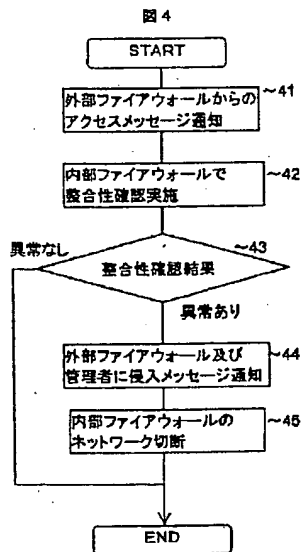 図4
START
外部ファイアウォールからの
アクセスメッセージ通知
~41
内部ファイアウォールで
整合性確認実施
~42
異常なし
整合性確認結果
~43
異常あり
外部ファイアウォール及び
管理者に侵入メッセージ通知
~44
内部ファイアウォールの
ネットワーク切断
~45
END